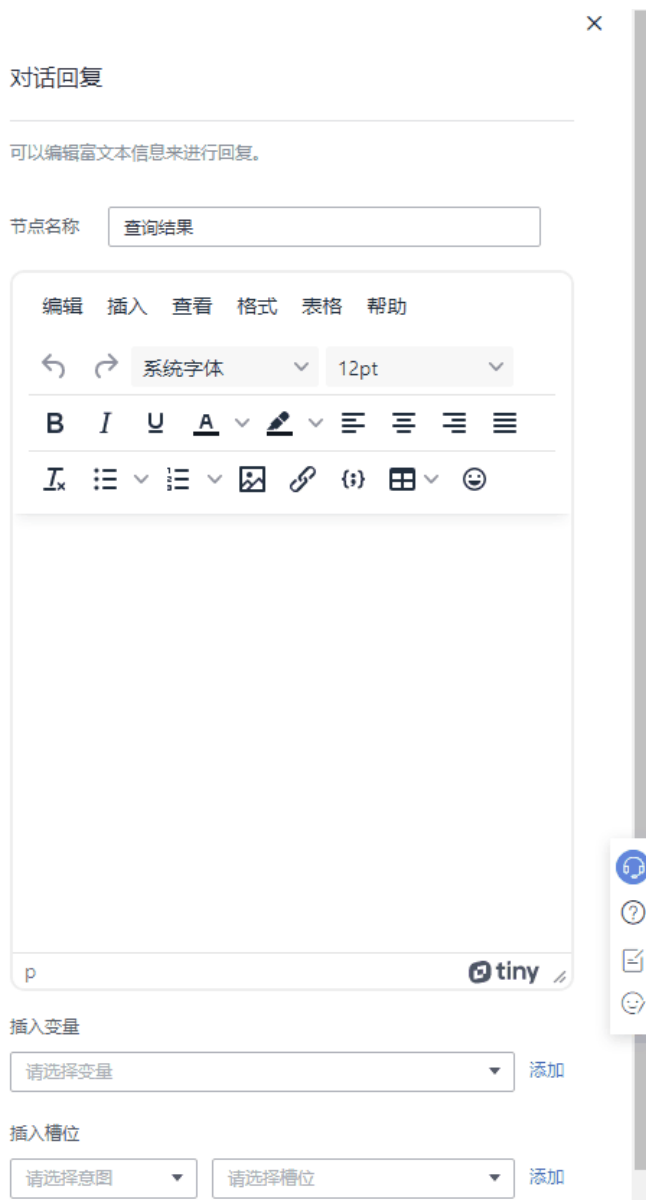 对话回复
可以编辑富文本信息来进行回复。
节点名称 查询结果
编辑 插入 查看 格式 表格 帮助
系统字体 12pt
B I U A
p tiny
插入变量
请选择变量 添加
插入槽位
请选择意图 请选择槽位 添加